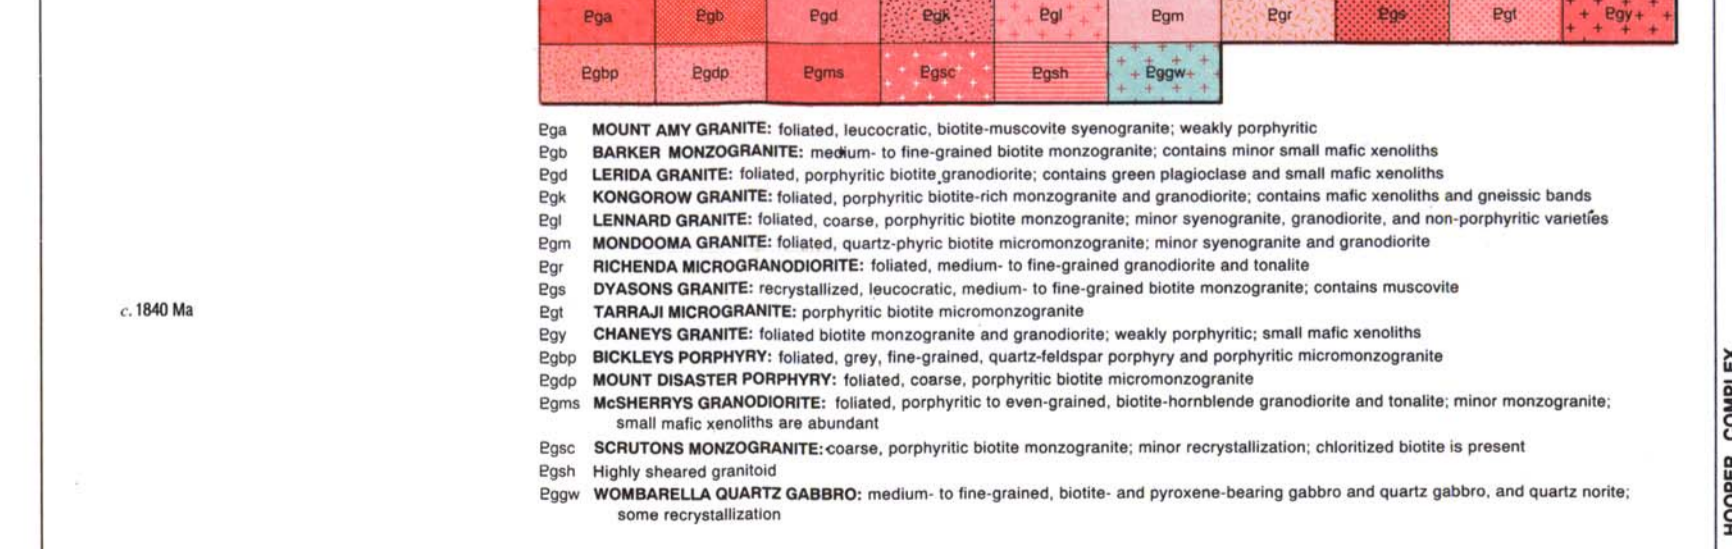 Pga Pgb Pgd Pgk Pgl Pgm Pgr Pgs Pgt Pgy
Pgbp Pgdp Pgms Pgsc Pgsh Pggw
Pga MOUNT AMY GRANITE: foliated, leucocratic, biotite-muscovite syenogranite; weakly porphyritic
Pgb BARKER MONZOGRANITE: medium- to fine-grained biotite monzogranite; contains minor small mafic xenoliths
Pgd LERIDA GRANITE: foliated, porphyritic biotite granodiorite; contains green plagioclase and small mafic xenoliths
Pgk KONGOROW GRANITE: foliated, porphyritic biotite-rich monzogranite and granodiorite; contains mafic xenoliths and gneissic bands
Pgl LENNARD GRANITE: foliated, coarse, porphyritic biotite monzogranite; minor syenogranite, granodiorite, and non-porphyritic varieties
Pgm MONDOOMA GRANITE: foliated, quartz-phyric biotite micromonzogranite; minor syenogranite and granodiorite
Pgr RICHENDA MICROGRANODIORITE: foliated, medium- to fine-grained granodiorite and tonalite
Pgs DYASONS GRANITE: recrystallized, leucocratic, medium- to fine-grained biotite monzogranite; contains muscovite
c. 1840 Ma
Pgt TARRAJI MICROGRANITE: porphyritic biotite micromonzogranite
Pgy CHANEYS GRANITE: foliated biotite monzogranite and granodiorite; weakly porphyritic; small mafic xenoliths
Pgbp BICKLEYS PORPHYRY: foliated, grey, fine-grained, quartz-feldspar porphyry and porphyritic micromonzogranite
Pgdp MOUNT DISASTER PORPHYRY: foliated, coarse, porphyritic biotite micromonzogranite
Pgms McSHERRYS GRANODIORITE: foliated, porphyritic to even-grained, biotite-hornblende granodiorite and tonalite; minor monzogranite;
small mafic xenoliths are abundant
Pgsc SCRUTONS MONZOGRANITE: coarse, porphyritic biotite monzogranite; minor recrystallization; chloritized biotite is present
Pgsh Highly sheared granitoid
Pggw WOMBARELLA QUARTZ GABBRO: medium- to fine-grained, biotite- and pyroxene-bearing gabbro and quartz gabbro, and quartz norite;
some recrystallization
HOOPER COMPLEX